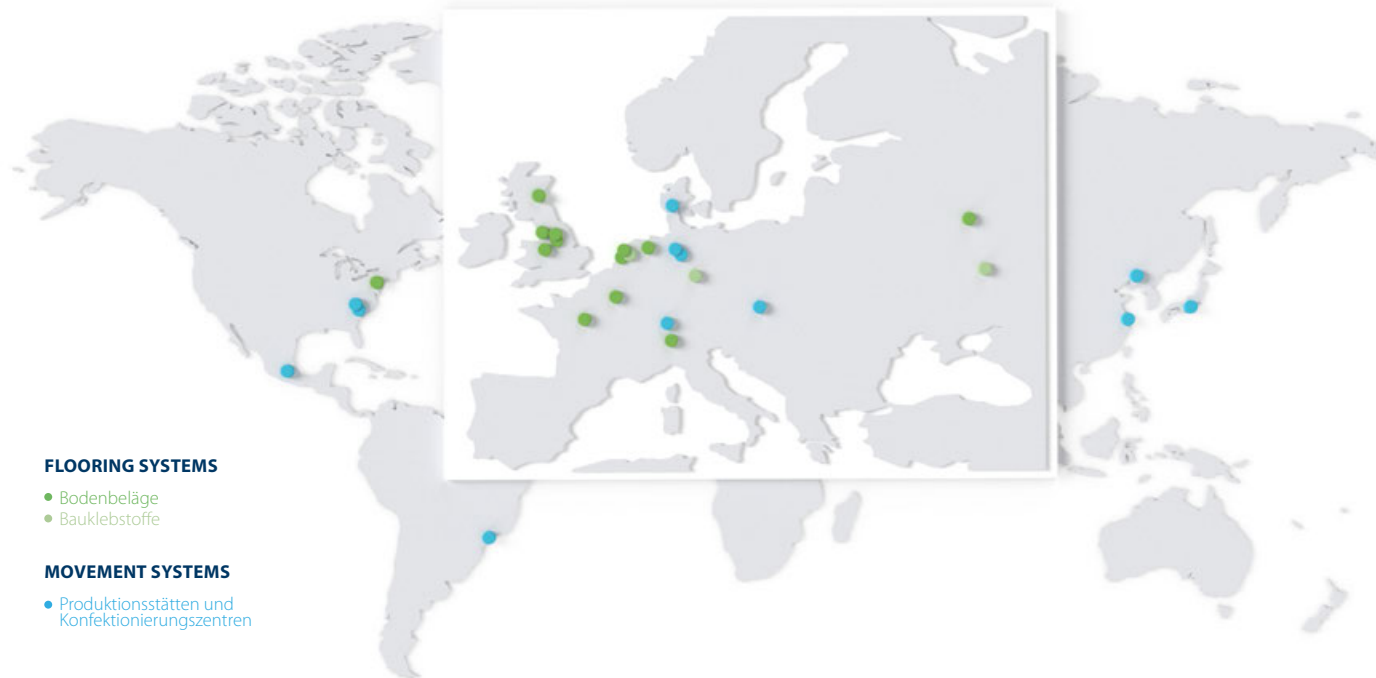 FLOORING SYSTEMS
Bodenbeläge
Bauklebstoffe
MOVEMENT SYSTEMS
Produktionsstätten und
Konfektionierungszentren